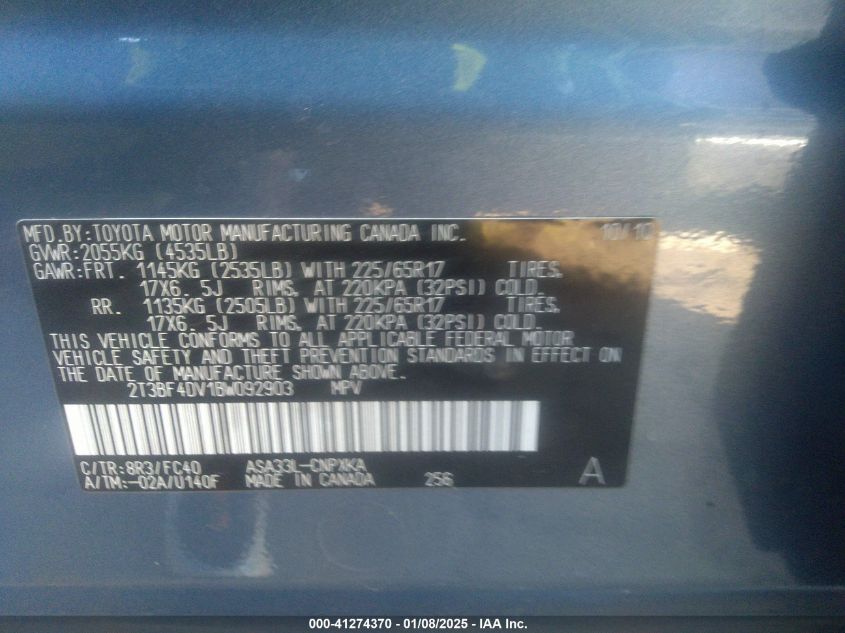 MFD.BY:TOYOTA MOTOR MANUFACTURING CANADA INC. 10/10
GVWR:2055KG (4535LB)
GAWR:FRT. 1145KG (2535LB) WITH 225/65R17 TIRES,
17X6. 5J RIMS, AT 220KPA (32PSI) COLD.
RR. 1135KG (2505LB) WITH 225/65R17 TIRES,
17X6. 5J RIMS, AT 220KPA (32PSI) COLD.
THIS VEHICLE CONFORMS TO ALL APPLICABLE FEDERAL MOTOR
VEHICLE SAFETY AND THEFT PREVENTION STANDARDS IN EFFECT ON
THE DATE OF MANUFACTURE SHOWN ABOVE.
2T3BF4DV1BW092903 MPV
C/TR:8R3/FC40 ASA33L-CNPXKA
A/TM:-02A/U140F MADE IN CANADA 256 A
000-41274370 - 01/08/2025 - IAA Inc.